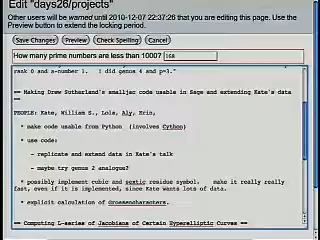 Edit "days26/projects"
Other users will be warned until 2010-12-07 22:37:26 that you are editing this page. Use the
Preview button to extend the locking period.
Save Changes Preview Check Spelling Cancel
How many prime numbers are less than 1000? 168
rank 0 and a-number 1. I did genus 4 and p=3."
== Making Drew Sutherland's smalljac code usable in Sage and extending Kate's data
==
PEOPLE: Kate, William S., Lola, Aly, Eric,
* make code usable from Python (involves Cython)
* use code:
- replicate and extend data in Kate's talk
- maybe try genus 2 analogue?
* possibly implement cubic and sextic residue symbol. make it really really
fast, even if it is implemented, since Kate wants lots of data.
* explicit calculation of Groessencharacters.
== Computing L-series of Jacobians of Certain Hyperelliptic Curves ==